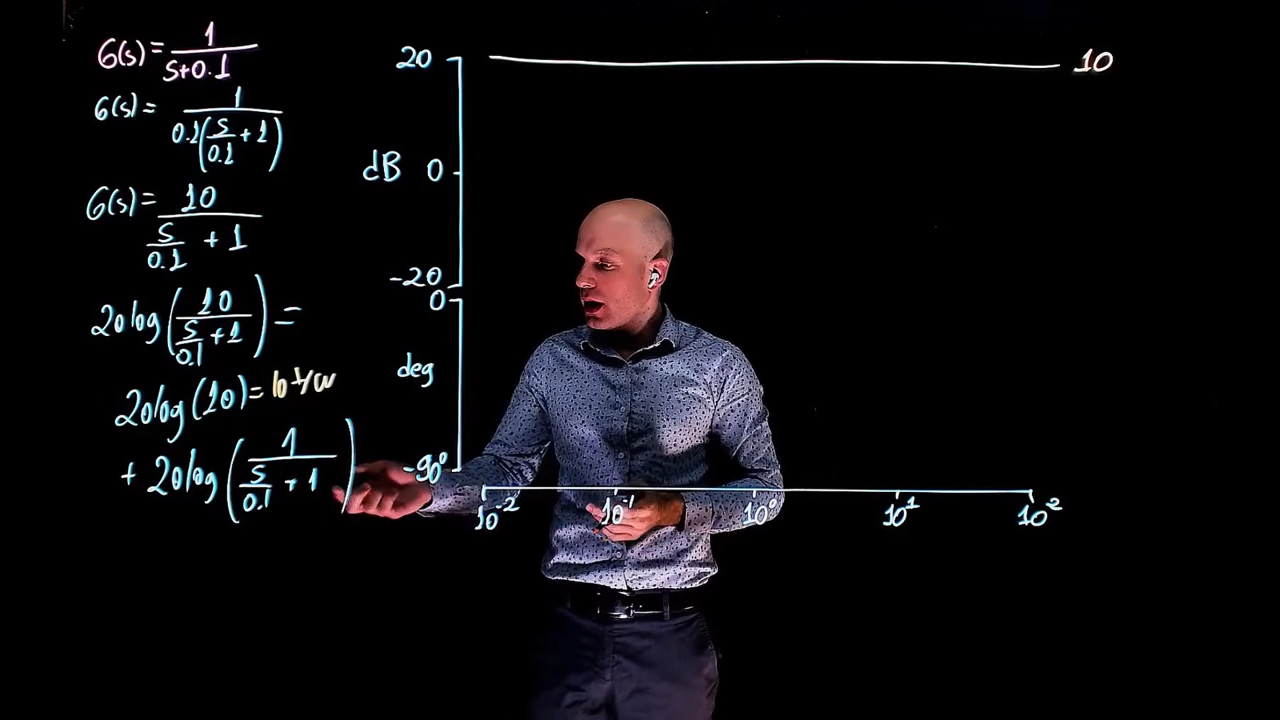 G(s)= 1/(s+0.1)
G(s)= 1/(0.1(s/0.1 + 1))
G(s)= 10/(s/0.1 + 1)
20log(10/(s/0.1 + 1)) =
20log(10)=
+ 20log(1/(s/0.1 + 1))
20
10
dB 0
-20
0
deg
-90°
10^-2 10^-1 10^0 10^1 10^2